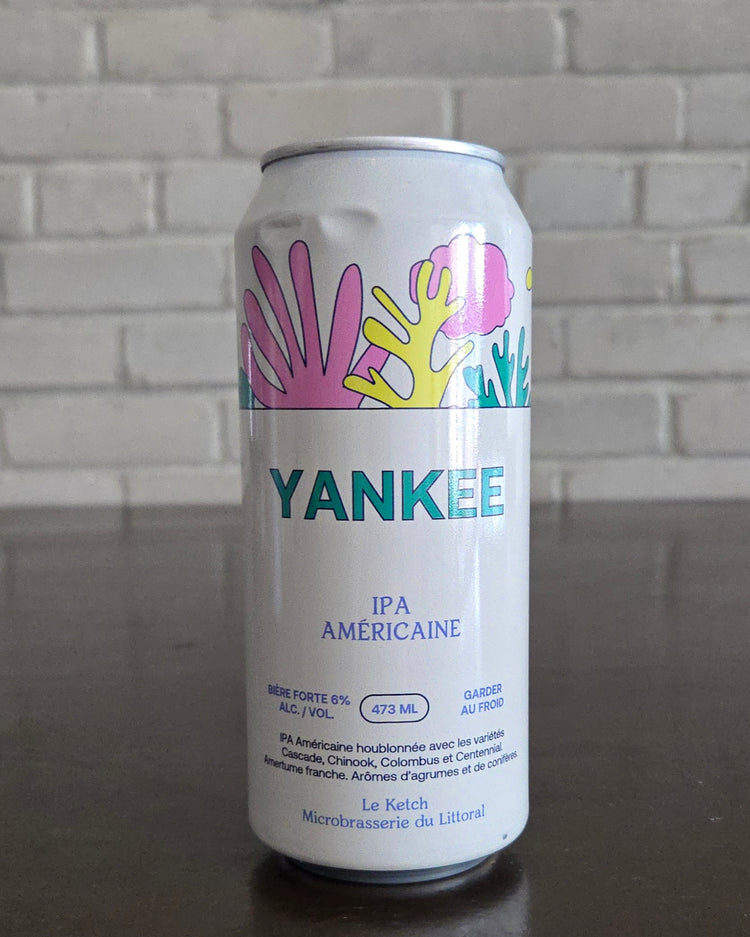 YANKEE
IPA
AMÉRICAINE
BIÈRE FORTE 6%
ALC. / VOL.
473 ML
GARDER
AU FROID
IPA Américaine houblonnée avec les variétés
Cascade, Chinook, Colombus et Centennial.
Amertume franche. Arômes d'agrumes et de conifères.
Le Ketch
Microbrasserie du Littoral